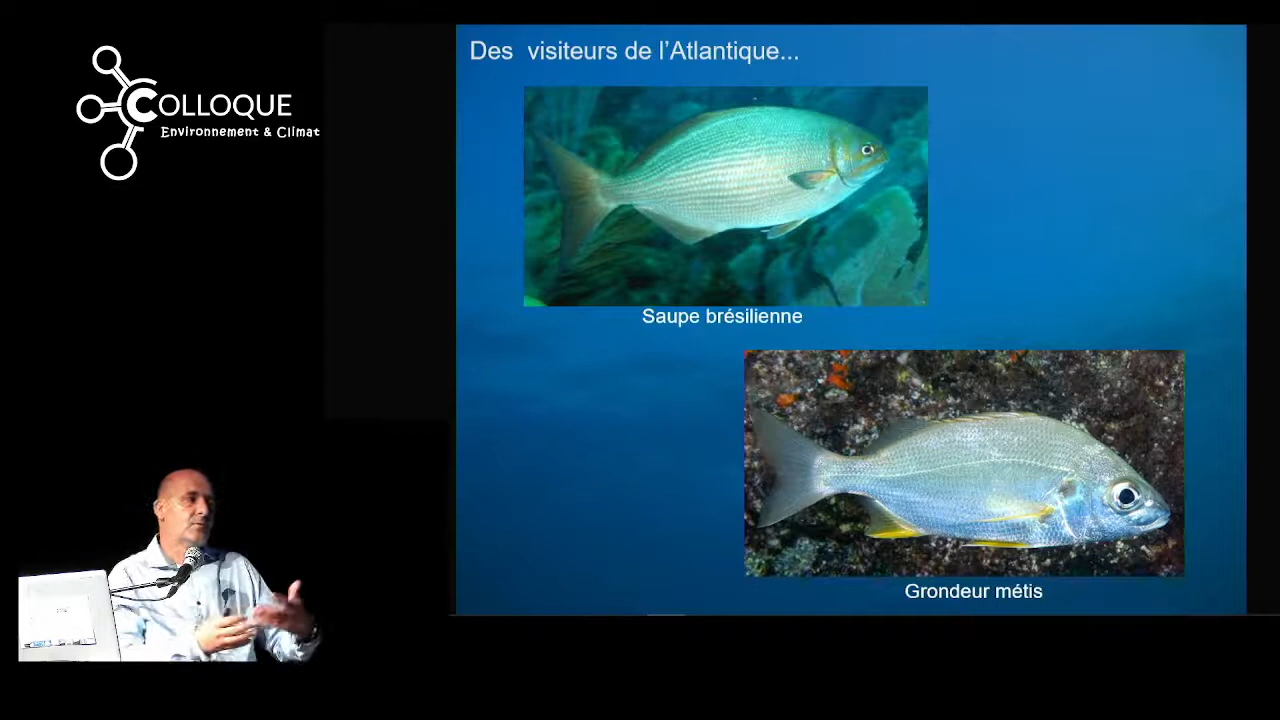 COLLOQUE
Environnement & Climat
Des visiteurs de l'Atlantique...
Saupe brésilienne
Grondeur métis